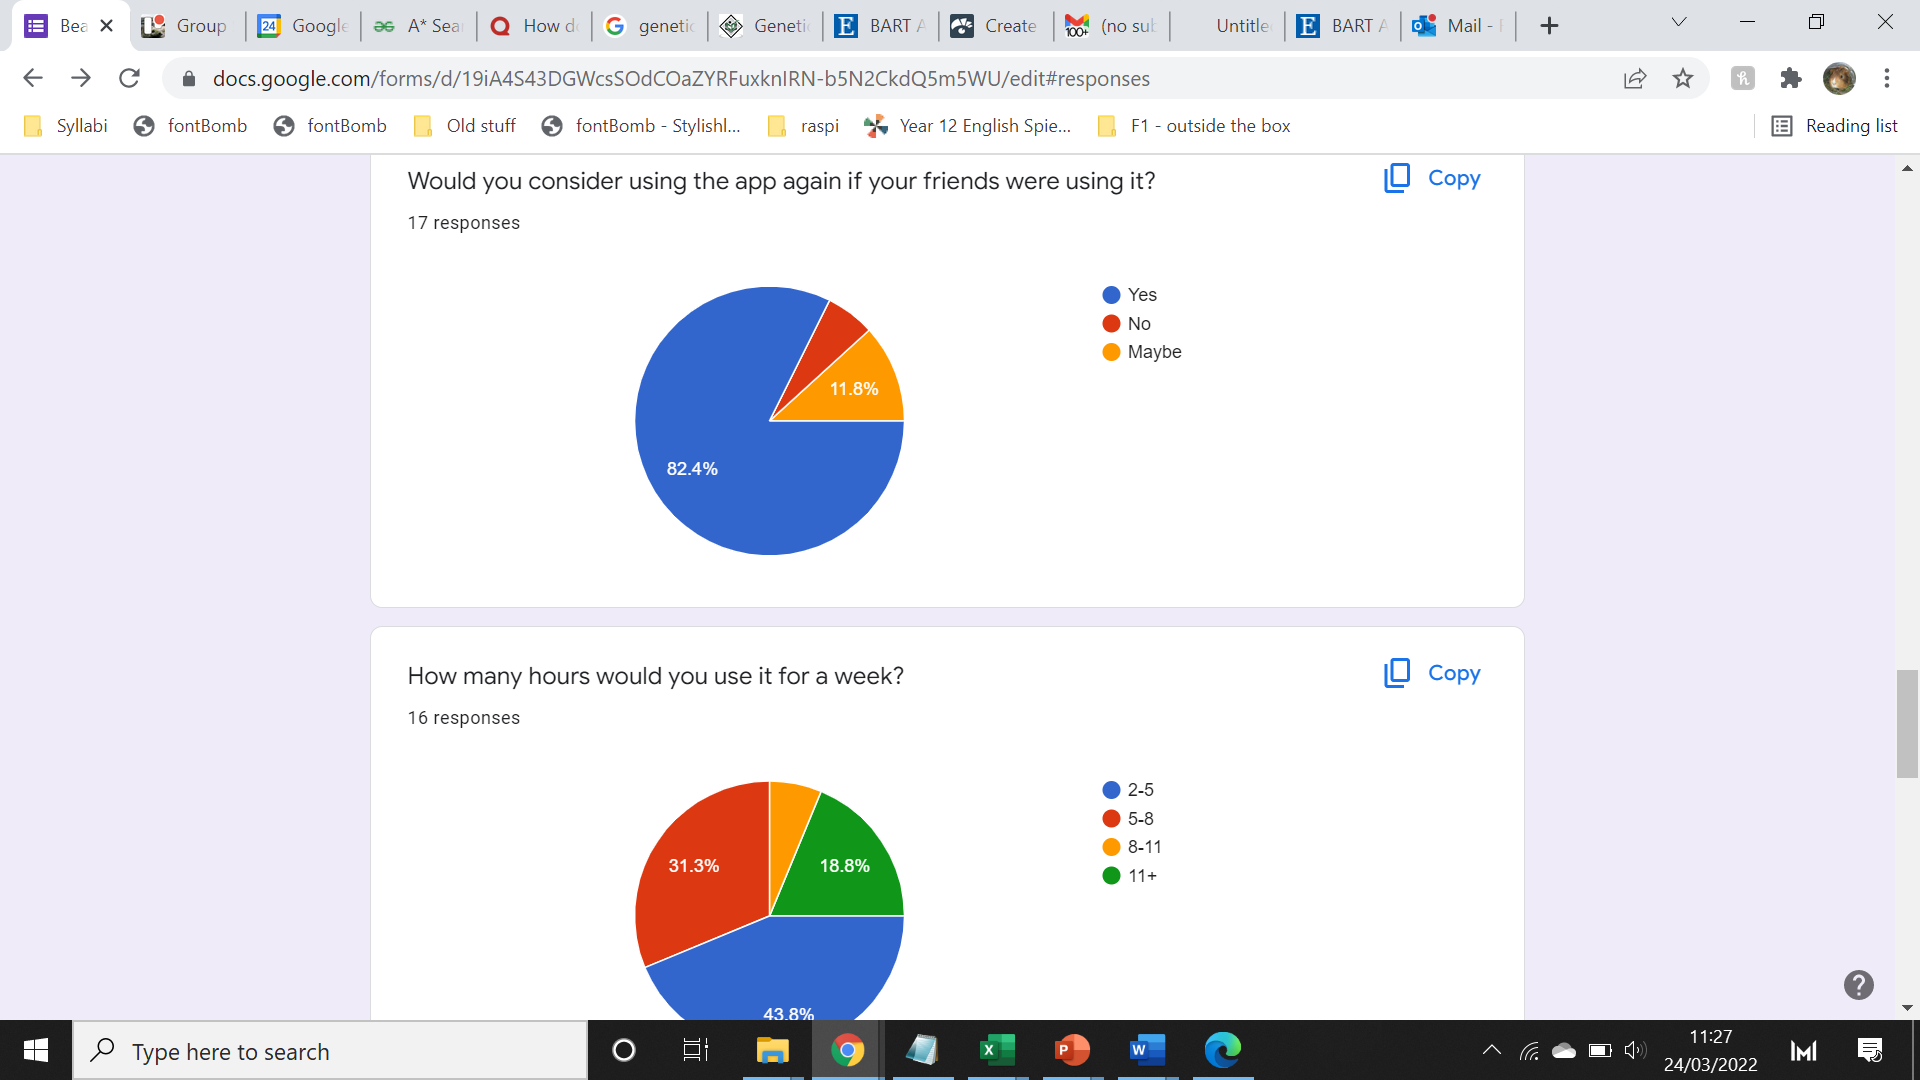 Bea
Group
24
Google
A* Sea
How d
genetic
Geneti
BART A
Create
100+
(no sub
Untitle
BART A
Mail -
docs.google.com/forms/d/19iA4S43DGWcsSOdCOaZYRFuxknIRN-b5N2CkdQ5m5WU/edit#responses
Syllabi
fontBomb
fontBomb
Old stuff
fontBomb - Stylishl...
raspi
Year 12 English Spie...
F1 - outside the box
Reading list
Would you consider using the app again if your friends were using it?
Copy
17 responses
Yes
No
Maybe
11.8%
82.4%
How many hours would you use it for a week?
Copy
16 responses
2-5
5-8
8-11
11+
31.3%
18.8%
43.8%
Type here to search
11:27
24/03/2022